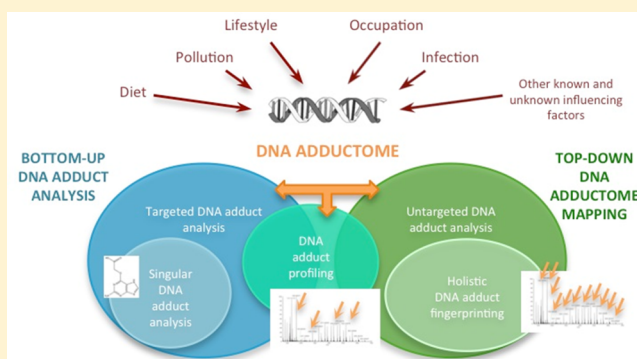 Lifestyle
Occupation
Pollution
Infection
Diet
Other known and
unknown influencing
factors
DNA ADDUCTOME
BOTTOM-UP
DNA ADDUCT
ANALYSIS
TOP-DOWN
DNA
ADDUCTOME
MAPPING
Targeted DNA adduct
analysis
Untargeted DNA
adduct analysis
DNA
adduct
profiling
Singular
DNA
adduct
analysis
Holistic
DNA adduct
fingerprinting